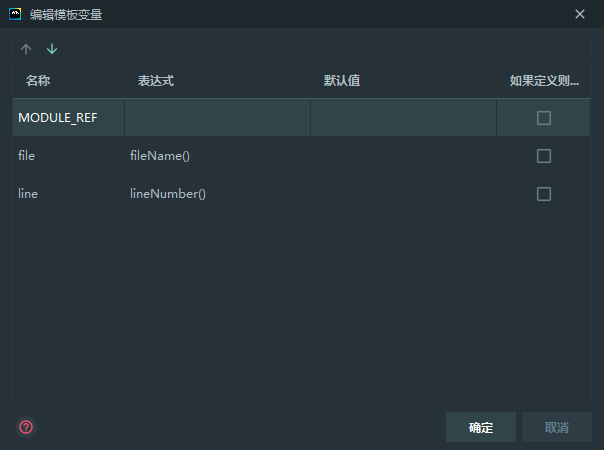 编辑模板变量
名称 表达式 默认值 如果定义则...
MODULE_REF
file fileName()
line lineNumber()
确定 取消